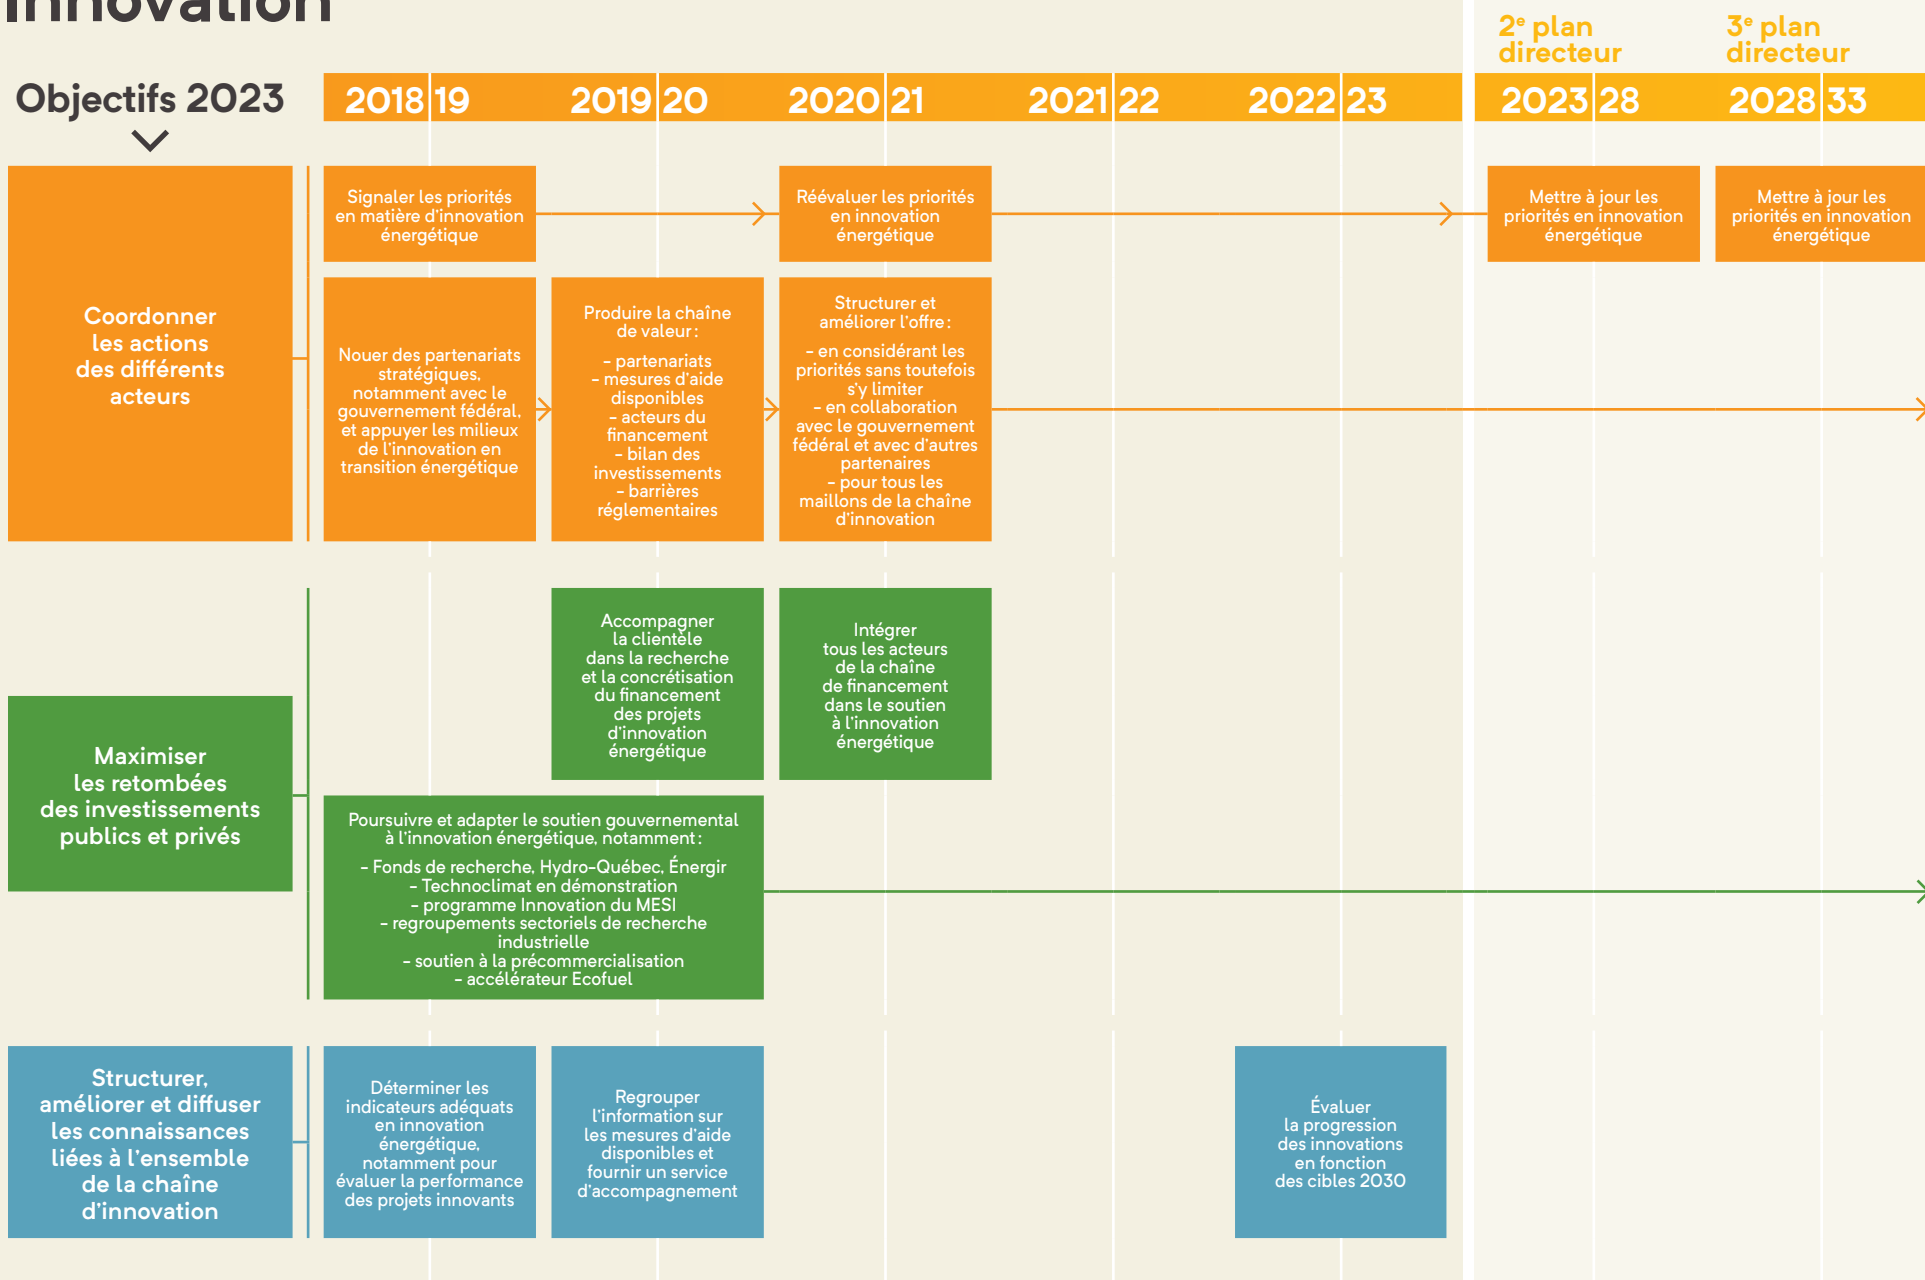 Innovation
2e plan
directeur
3e plan
directeur
Objectifs 2023
2018 19
2019 20
2020 21
2021 22
2022 23
2023 28
2028 33
Coordonner
les actions
des différents
acteurs
Signaler les priorités
en matière d'innovation
énergétique
Réévaluer les priorités
en innovation
énergétique
Mettre à jour les
priorités en innovation
énergétique
Mettre à jour les
priorités en innovation
énergétique
Nouer des partenariats
stratégiques,
notamment avec le
gouvernement fédéral,
et appuyer les milieux
de l'innovation en
transition énergétique
Produire la chaîne
de valeur :
- partenariats
- mesures d'aide
disponibles
- acteurs du
financement
- bilan des
investissements
- barrières
réglementaires
Structurer et
améliorer l'offre :
- en considérant les
priorités sans toutefois
s'y limiter
- en collaboration
avec le gouvernement
fédéral et avec d'autres
partenaires
- pour tous les
maillons de la chaîne
d'innovation
Maximiser
les retombées
des investissements
publics et privés
Accompagner
la clientèle
dans la recherche
et la concrétisation
du financement
des projets
d'innovation
énergétique
Intégrer
tous les acteurs
de la chaîne
de financement
dans le soutien
à l'innovation
énergétique
Poursuivre et adapter le soutien gouvernemental
à l'innovation énergétique, notamment :
- Fonds de recherche, Hydro-Québec, Énergir
- Technoclimat en démonstration
- programme Innovation du MESI
- regroupements sectoriels de recherche
industrielle
- soutien à la précommercialisation
- accélérateur Ecofuel
Structurer,
améliorer et diffuser
les connaissances
liées à l'ensemble
de la chaîne
d'innovation
Déterminer les
indicateurs adéquats
en innovation
énergétique,
notamment pour
évaluer la performance
des projets innovants
Regrouper
l'information sur
les mesures d'aide
disponibles et
fournir un service
d'accompagnement
Évaluer
la progression
des innovations
en fonction
des cibles 2030